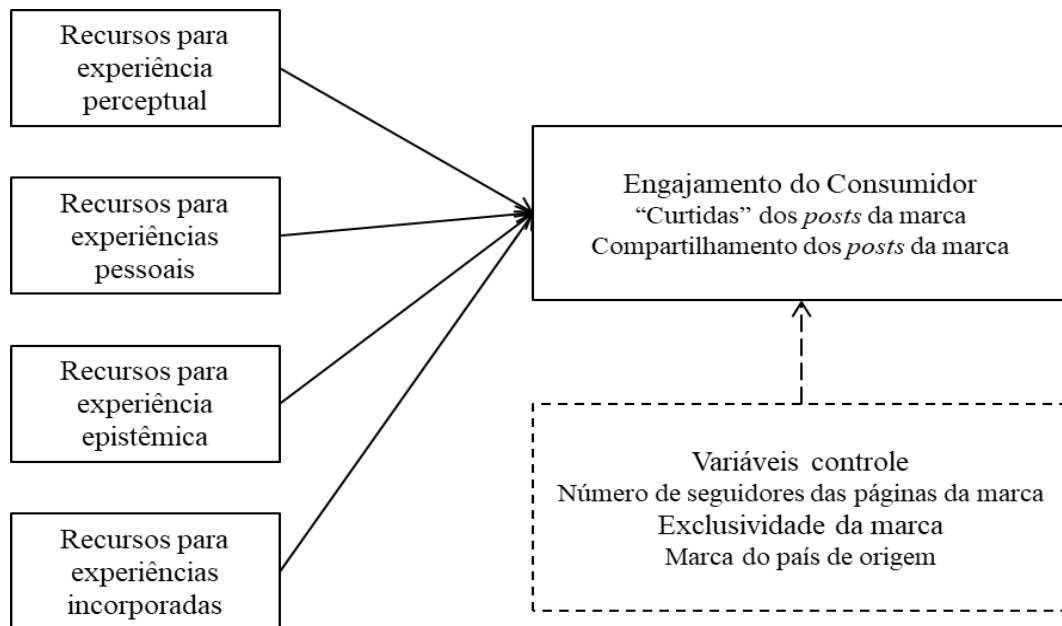 Recursos para
experiência
perceptual
Recursos para
experiências
pessoais
Recursos para
experiência
epistêmica
Recursos para
experiências
incorporadas
Engajamento do Consumidor
“Curtidas” dos posts da marca
Compartilhamento dos posts da marca
Variáveis controle
Número de seguidores das páginas da marca
Exclusividade da marca
Marca do país de origem